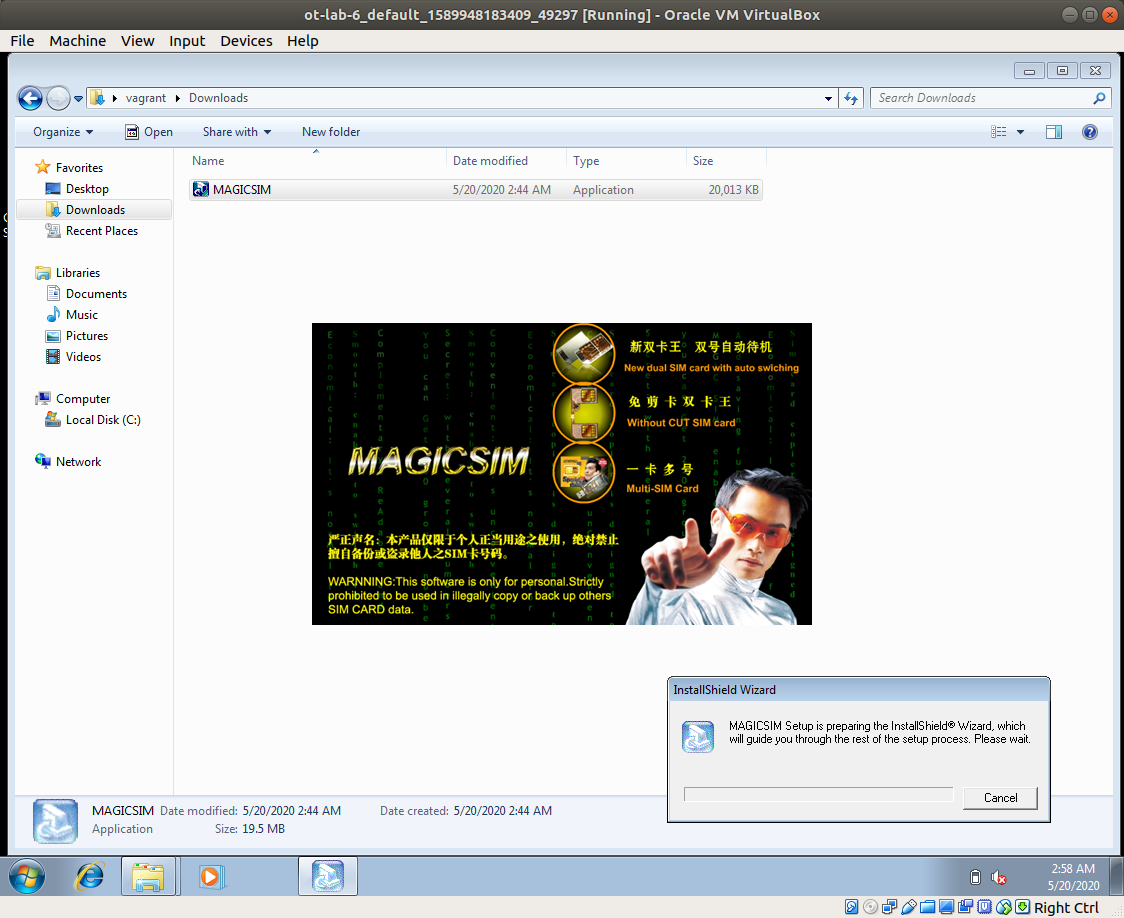 ot-lab-6_default_1589948183409_49297 [Running] - Oracle VM VirtualBox
File Machine View Input Devices Help
vagrant Downloads
Search Downloads
Organize Open Share with New folder
Name Date modified Type Size
MAGICSIM 5/20/2020 2:44 AM Application 20,013 KB
Favorites
Desktop
Downloads
Recent Places
Libraries
Documents
Music
Pictures
Videos
Computer
Local Disk (C:)
Network
新双卡王 双号自动待机
New dual SIM card with auto swiching
免剪卡双卡王
Without CUT SIM card
MAGICSIM
一卡多号
Multi-SIM Card
严正声名：本产品仅限于个人正当用途之使用，绝对禁止
擅自备份或盗录他人之SIM卡号码。
WARNNING:This software is only for personal.Strictly
prohibited to be used in illegally copy or back up others
SIM CARD data.
InstallShield Wizard
MAGICSIM Setup is preparing the InstallShield® Wizard, which
will guide you through the rest of the setup process. Please wait.
Cancel
MAGICSIM Date modified: 5/20/2020 2:44 AM Date created: 5/20/2020 2:44 AM
Application Size: 19.5 MB
2:58 AM
5/20/2020
Right Ctrl